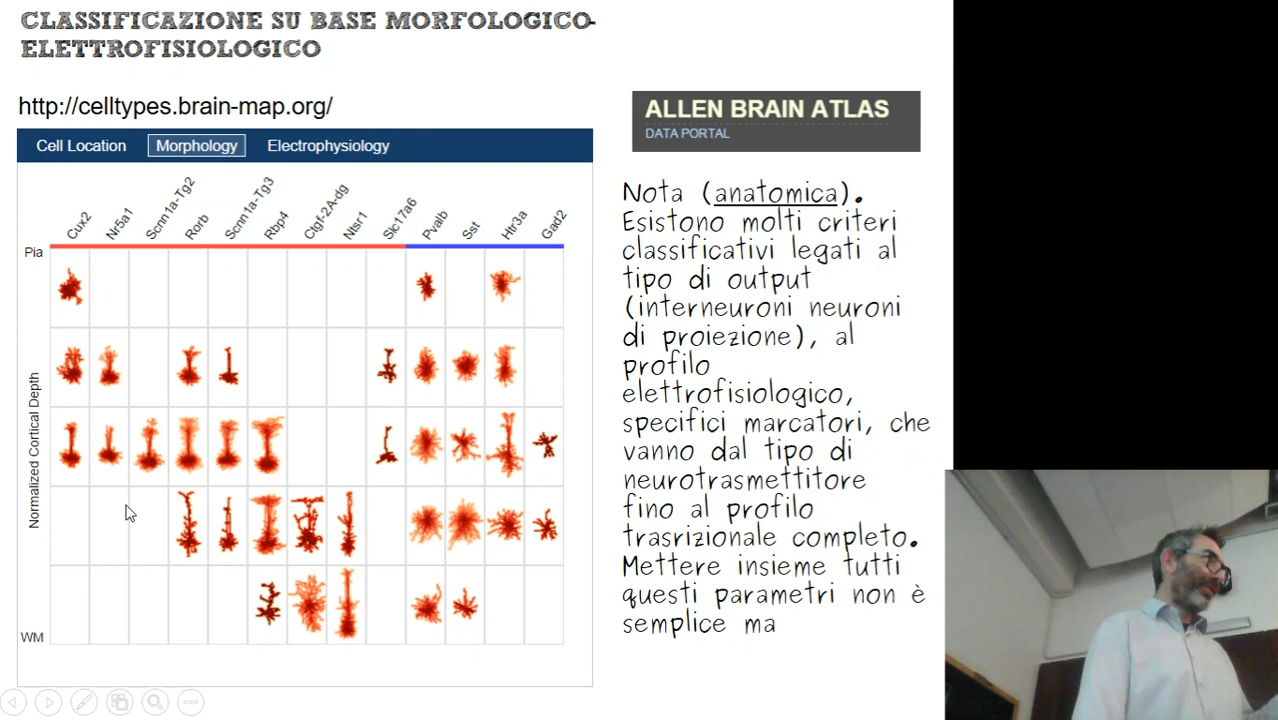 CLASSIFICAZIONE SU BASE MORFOLOGICO-
ELETTROFISIOLOGICO
http://celltypes.brain-map.org/
Cell Location Morphology Electrophysiology
Cux2 Nr5a1 Scnn1a-Tg2 Rorb Scnn1a-Tg3 Rbp4 Ctgf-2A-dg Ntsr1 Slc17a6 Pvalb Sst Htr3a Gad2
Pia
Normalized Cortical Depth
WM
ALLEN BRAIN ATLAS
DATA PORTAL
Nota (anatomica).
Esistono molti criteri
classificativi legati al
tipo di output
(interneuroni neuroni
di proiezione), al
profilo
elettrofisiologico,
specifici marcatori, che
vanno dal tipo di
neurotrasmettitore
fino al profilo
trasrizionale completo.
Mettere insieme tutti
questi parametri non è
semplice ma